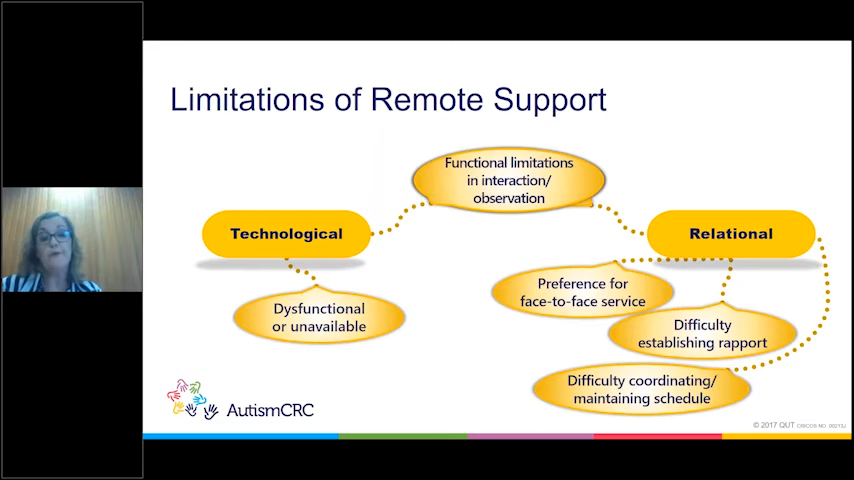 Limitations of Remote Support
Functional limitations
in interaction/
observation
Technological
Relational
Preference for
face-to-face service
Dysfunctional
or unavailable
Difficulty
establishing rapport
Difficulty coordinating/
maintaining schedule
AutismCRC
© 2017 QUT CRICOS NO 00213J